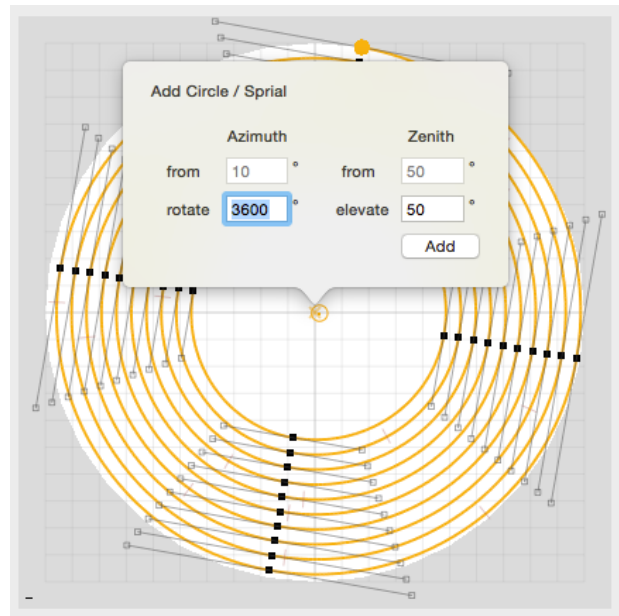 Add Circle / Sprial
Azimuth Zenith
from 10 ° from 50 °
rotate 3600 ° elevate 50 °
Add